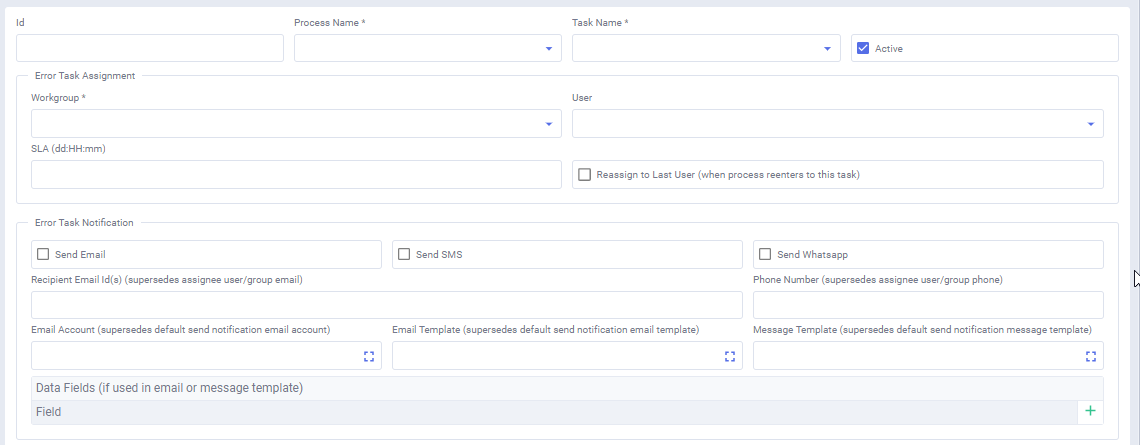 Id
Process Name *
Task Name *
Active
Error Task Assignment
Workgroup *
User
SLA (dd:HH:mm)
Reassign to Last User (when process reenters to this task)
Error Task Notification
Send Email
Send SMS
Send Whatsapp
Recipient Email Id(s) (supersedes assignee user/group email)
Phone Number (supersedes assignee user/group phone)
Email Account (supersedes default send notification email account)
Email Template (supersedes default send notification email template)
Message Template (supersedes default send notification message template)
Data Fields (if used in email or message template)
Field